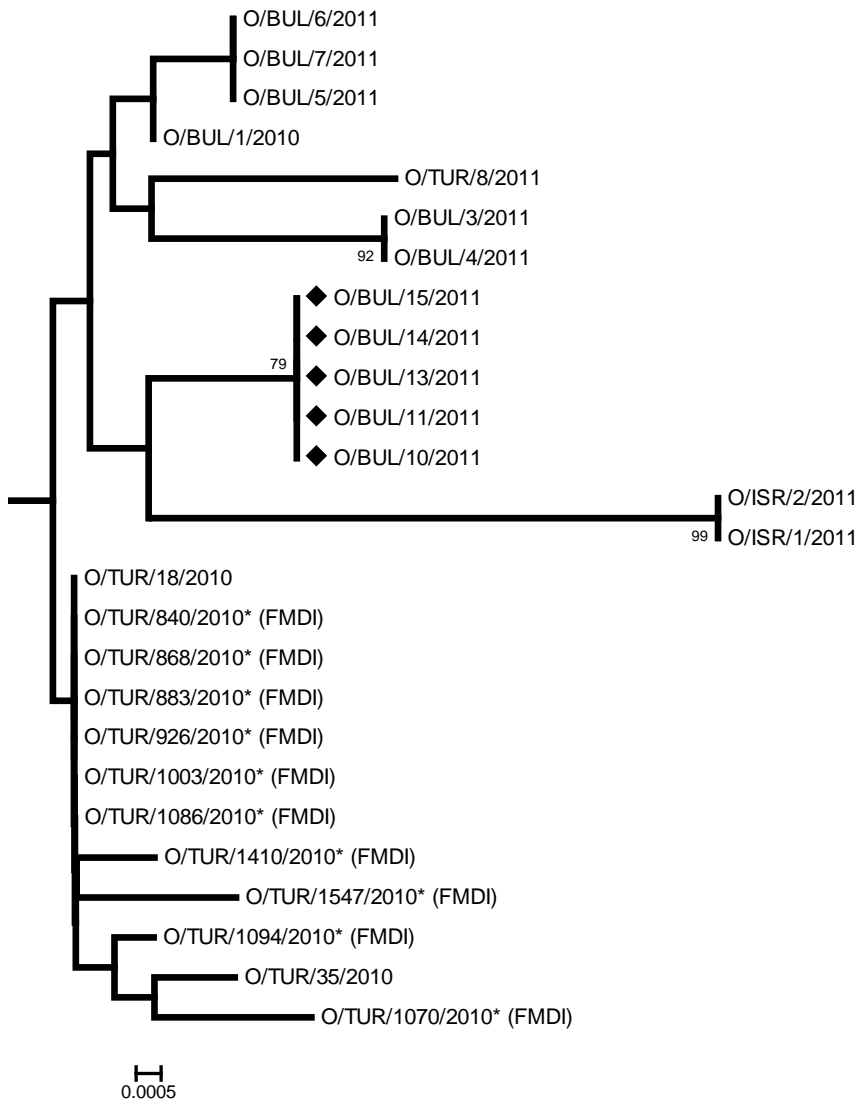 O/BUL/6/2011
O/BUL/7/2011
O/BUL/5/2011
O/BUL/1/2010
O/TUR/8/2011
O/BUL/3/2011
92
O/BUL/4/2011
O/BUL/15/2011
O/BUL/14/2011
79
O/BUL/13/2011
O/BUL/11/2011
O/BUL/10/2011
O/ISR/2/2011
99
O/ISR/1/2011
O/TUR/18/2010
O/TUR/840/2010* (FMDI)
O/TUR/868/2010* (FMDI)
O/TUR/883/2010* (FMDI)
O/TUR/926/2010* (FMDI)
O/TUR/1003/2010* (FMDI)
O/TUR/1086/2010* (FMDI)
O/TUR/1410/2010* (FMDI)
O/TUR/1547/2010* (FMDI)
O/TUR/1094/2010* (FMDI)
O/TUR/35/2010
O/TUR/1070/2010* (FMDI)
0.0005